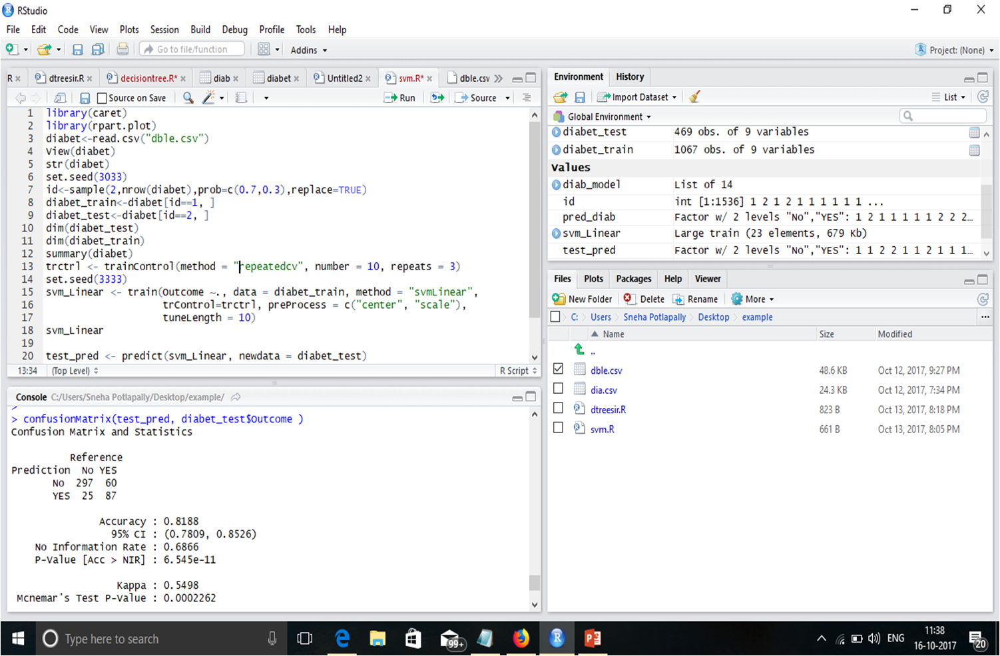 RStudio
File Edit Code View Plots Session Build Debug Profile Tools Help
Go to file/function Addins Project: (None)
R dtreesir.R decisiontree.R* diab diabet Untitled2 svm.R* dble.csv
Source on Save Run Source
1 library(caret)
2 library(rpart.plot)
3 diabet<-read.csv("dble.csv")
4 View(diabet)
5 str(diabet)
6 set.seed(3033)
7 id<-sample(2,nrow(diabet),prob=c(0.7,0.3),replace=TRUE)
8 diabet_train<-diabet[id==1, ]
9 diabet_test<-diabet[id==2, ]
10 dim(diabet_test)
11 dim(diabet_train)
12 summary(diabet)
13 trctrl <- trainControl(method = "repeatedcv", number = 10, repeats = 3)
14 set.seed(3333)
15 svm_Linear <- train(Outcome ~., data = diabet_train, method = "svmLinear",
16 trControl=trctrl, preProcess = c("center", "scale"),
17 tuneLength = 10)
18 svm_Linear
19
20 test_pred <- predict(svm_Linear, newdata = diabet_test)
13:34 (Top Level) R Script
Console C:/Users/Sneha Potlapally/Desktop/example/
>
> confusionMatrix(test_pred, diabet_test$Outcome )
Confusion Matrix and Statistics
Reference
Prediction No YES
No 297 60
YES 25 87
Accuracy : 0.8188
95% CI : (0.7809, 0.8526)
No Information Rate : 0.6866
P-Value [Acc > NIR] : 6.545e-11
Kappa : 0.5498
Mcnemar's Test P-Value : 0.0002262
Environment History
Import Dataset List
Global Environment
diabet_test 469 obs. of 9 variables
diabet_train 1067 obs. of 9 variables
Values
diab_model List of 14
id int [1:1536] 1 2 1 2 1 1 1 1 1 1 ...
pred_diab Factor w/ 2 levels "No","YES": 1 2 1 1 1 1 1 2 2 2…
svm_Linear Large train (23 elements, 679 Kb)
test_pred Factor w/ 2 levels "No","YES": 1 1 2 2 1 1 2 1 1 1…
Files Plots Packages Help Viewer
New Folder Delete Rename More
C: Users Sneha Potlapally Desktop example ...
Name Size Modified
..
dble.csv 48.6 KB Oct 12, 2017, 9:27 PM
dia.csv 24.3 KB Oct 12, 2017, 7:34 PM
dtreesir.R 823 B Oct 13, 2017, 8:18 PM
svm.R 661 B Oct 13, 2017, 8:05 PM
Type here to search 99+ ENG 11:38
16-10-2017 20